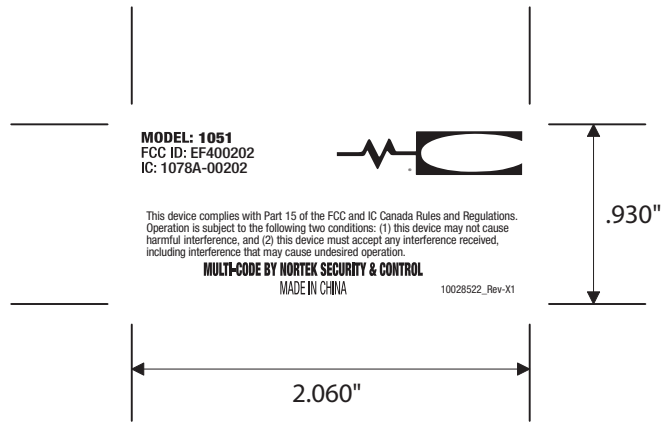 MODEL: 1051
FCC ID: EF400202
IC: 1078A-00202
This device complies with Part 15 of the FCC and IC Canada Rules and Regulations.
Operation is subject to the following two conditions: (1) this device may not cause
harmful interference, and (2) this device must accept any interference received,
including interference that may cause undesired operation.
MULTI-CODE BY NORTEK SECURITY & CONTROL
MADE IN CHINA
10028522_Rev-X1
.930"
2.060"